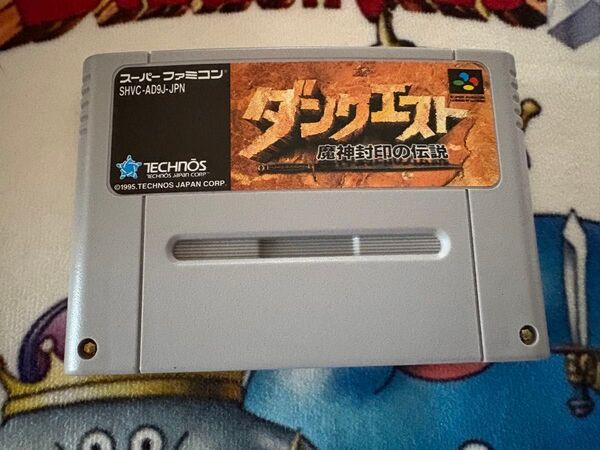 スーパーファミコン®
SHVC-AD9J-JPN
TECHNŌS
TECHNŌS JAPAN CORP.
©1995.TECHNOS JAPAN CORP.
ダンクエスト
魔神封印の伝説